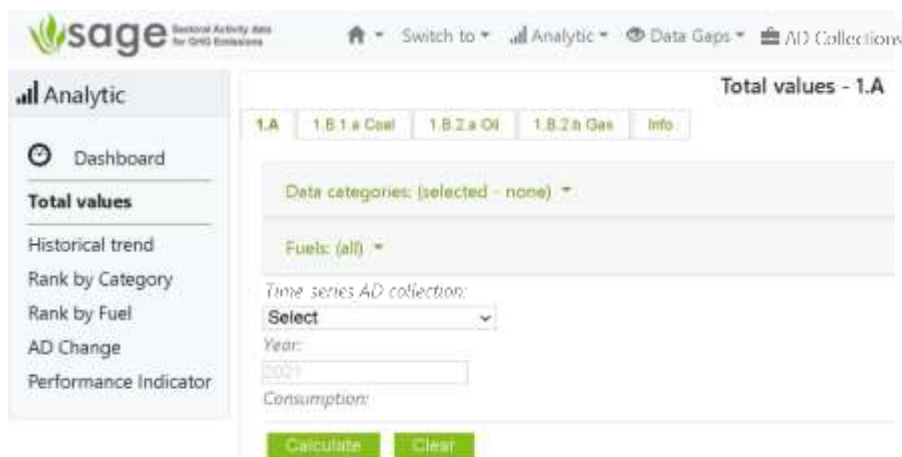 sage Sectoral Activity data for GHG Emissions
Switch to Analytic Data Gaps AD Collections
Analytic
Dashboard
Total values
Historical trend
Rank by Category
Rank by Fuel
AD Change
Performance Indicator
Total values - 1.A
1.A 1.B.1 a Coal 1.B.2 a Oil 1.B.2 b Gas Info
Data categories: (selected - none)
Fuels: (all)
Time series AD collection:
Select
Year:
2021
Consumption:
Calculate Clear